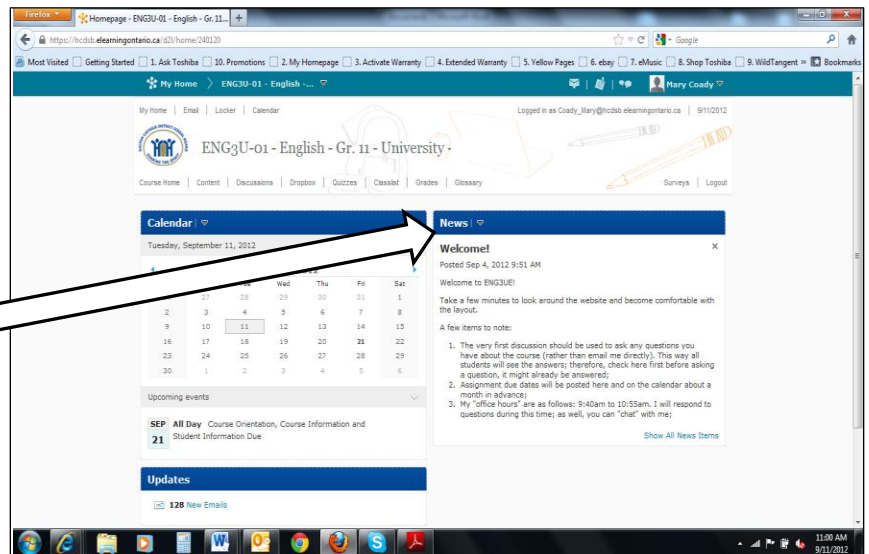 Firefox
Homepage - ENG3U-01 - English - Gr. 11...
https://hcdsb.elearningontario.ca/d2l/home/240120
Google
Most Visited Getting Started 1. Ask Toshiba 10. Promotions 2. My Homepage 3. Activate Warranty 4. Extended Warranty 5. Yellow Pages 6. ebay 7. eMusic 8. Shop Toshiba 9. WildTangent » Bookmarks
My Home ENG3U-01 - English -... Mary Coady
My Home | Email | Locker | Calendar
Logged in as Coady_Mary@hcdsb.elearningontario.ca | 9/11/2012
ENG3U-01 - English - Gr. 11 - University -
Course Home | Content | Discussions | Dropbox | Quizzes | Classlist | Grades | Glossary
Surveys | Logout
Calendar
Tuesday, September 11, 2012
Wed Thu Fri Sat
27 28 29 30 31 1
2 3 4 5 6 7 8
9 10 11 12 13 14 15
16 17 18 19 20 21 22
23 24 25 26 27 28 29
30 1 2 3 4 5 6
Upcoming events
SEP 21 All Day Course Orientation, Course Information and
Student Information Due
Updates
128 New Emails
News
Welcome!
Posted Sep 4, 2012 9:51 AM
Welcome to ENG3UE!
Take a few minutes to look around the website and become comfortable with
the layout.
A few items to note:
1. The very first discussion should be used to ask any questions you
have about the course (rather than email me directly). This way all
students will see the answers; therefore, check here first before asking
a question, it might already be answered;
2. Assignment due dates will be posted here and on the calendar about a
month in advance;
3. My "office hours" are as follows: 9:40am to 10:55am. I will respond to
questions during this time; as well, you can "chat" with me;
Show All News Items
11:00 AM
9/11/2012